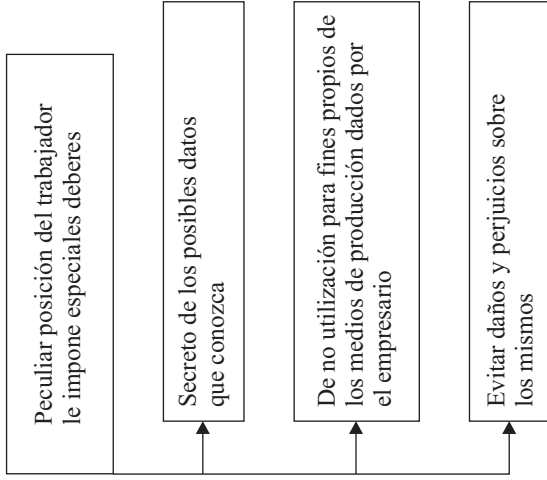 Peculiar posición del trabajador
le impone especiales deberes
Secreto de los posibles datos
que conozca
De no utilización para fines propios de
los medios de producción dados por
el empresario
Evitar daños y perjuicios sobre
los mismos